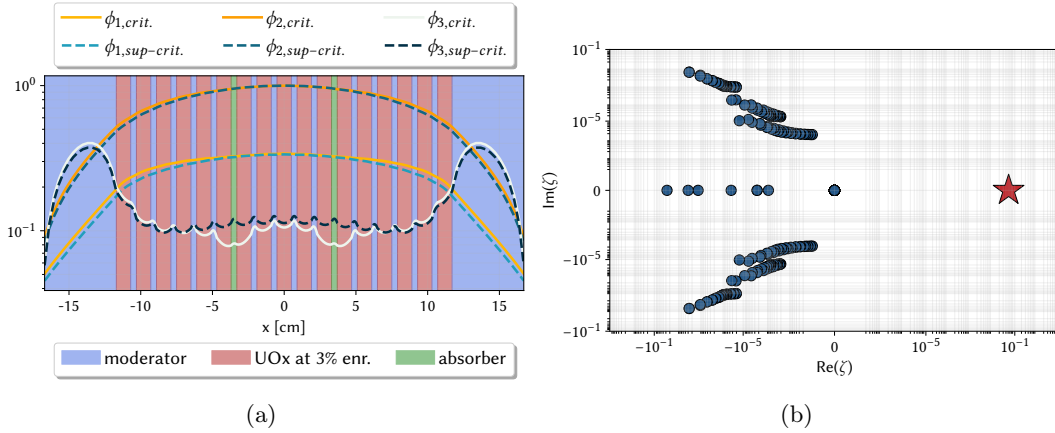 ϕ1,crit. ϕ2,crit. ϕ3,crit.
ϕ1,sup−crit. ϕ2,sup−crit. ϕ3,sup−crit.
10^0
10^−1
-15 -10 -5 0 5 10 15
x [cm]
moderator UOx at 3% enr. absorber
(a)
10^-1
10^-5
0
−10^-5
−10^-1
Im(ζ)
−10^-1 −10^-5 0 10^-5 10^-1
Re(ζ)
(b)